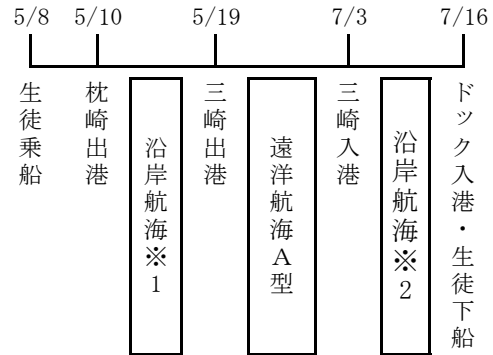 5/8 5/10 5/19 7/3 7/16
生徒乗船
枕崎出港
沿岸航海※1
三崎出港
遠洋航海A型
三崎入港
沿岸航海※2
ドック入港・生徒下船